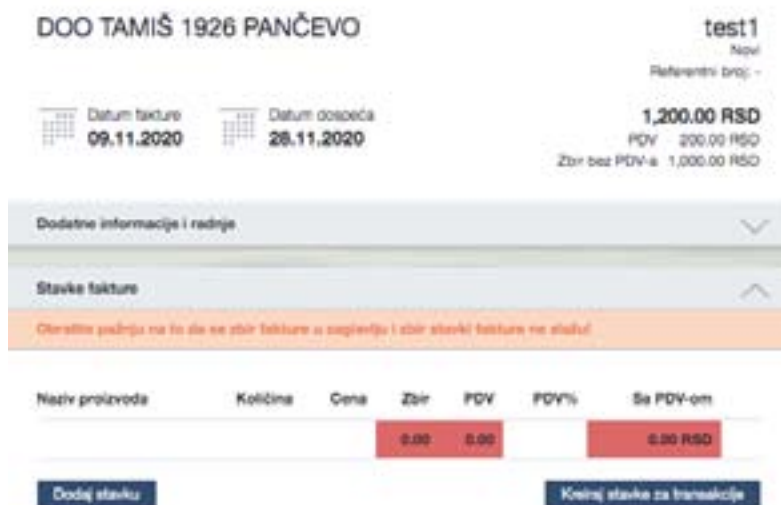 DOO TAMIŠ 1926 PANČEVO
test1
Novi
Referentni broj: -
Datum fakture
09.11.2020
Datum dospeća
28.11.2020
1,200.00 RSD
PDV 200.00 RSD
Zbir bez PDV-a 1,000.00 RSD
Dodatne informacije i radnje
Stavke fakture
Obratite pažnju na to da se zbir fakture u zaglavlju i zbir stavki fakture ne slažu!
Naziv proizvoda Količina Cena Zbir PDV PDV% Sa PDV-om
0.00 0.00 0.00 RSD
Dodaj stavku
Kreiraj stavke za transakcije